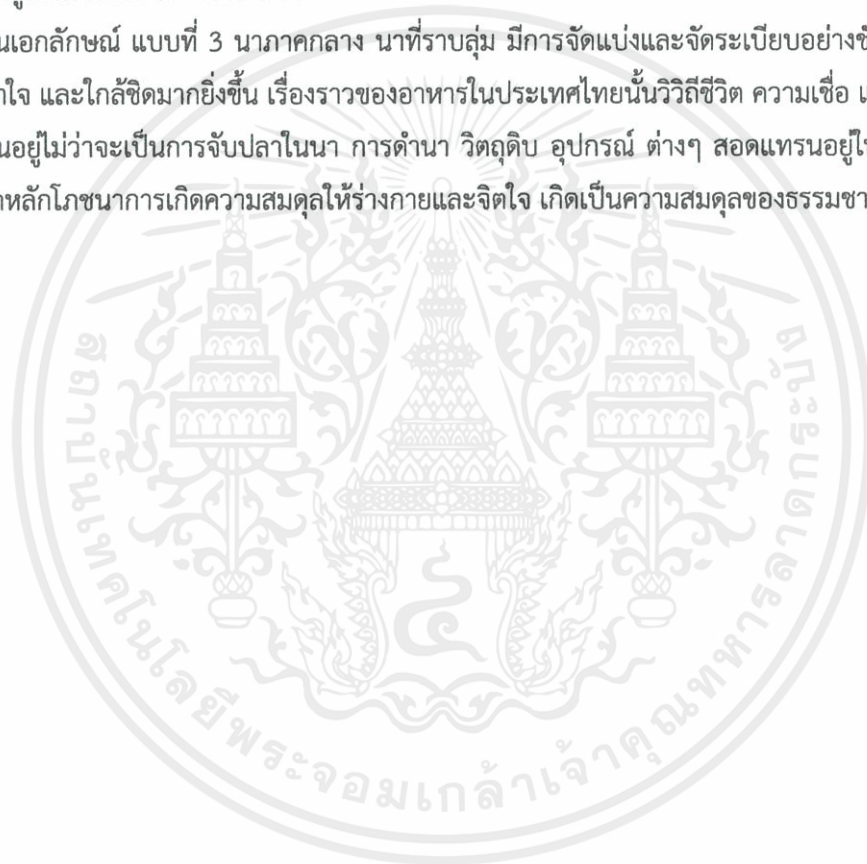 นเอกลักษณ์ แบบที่ 3 นาภาคกลาง นาที่ราบลุ่ม มีการจัดแบ่งและจัดระเบียบอย่าง
าใจ และใกล้ชิดมากยิ่งขึ้น เรื่องราวของอาหารในประเทศไทยนั้นวิวิถีชีวิต ความเชื่อ
นอยู่ไม่ว่าจะเป็นการจับปลาในนา การดำนา วิตถุดิบ อุปกรณ์ ต่างๆ สอดแทรนอยู่ใ
หลักโภชนาการเกิดความสมดุลให้ร่างกายและจิตใจ เกิดเป็นความสมดุลของธรรมชา
สถาบันเทคโนโลยีพระจอมเกล้าเจ้าคุณทหารลาดกระบัง
๔